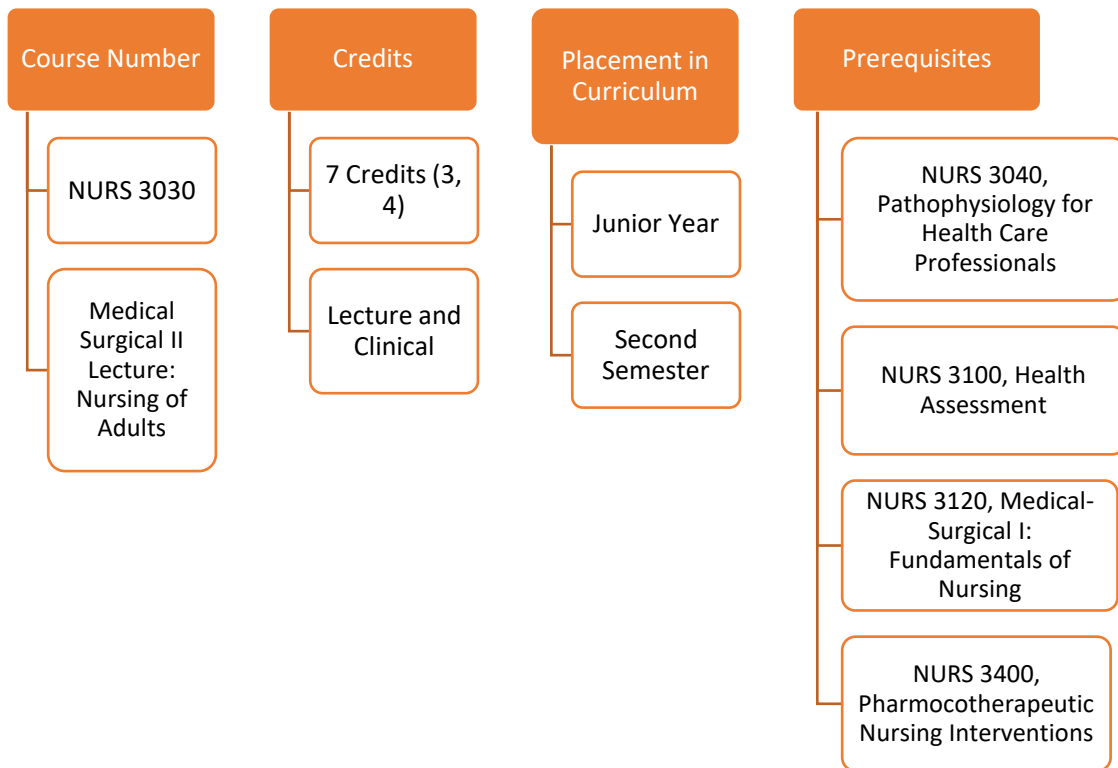 Course Number
NURS 3030
Medical
Surgical II
Lecture:
Nursing of
Adults
Credits
7 Credits (3,
4)
Lecture and
Clinical
Placement in
Curriculum
Junior Year
Second
Semester
Prerequisites
NURS 3040,
Pathophysiology for
Health Care
Professionals
NURS 3100, Health
Assessment
NURS 3120, Medical-
Surgical I:
Fundamentals of
Nursing
NURS 3400,
Pharmocotherapeutic
Nursing Interventions